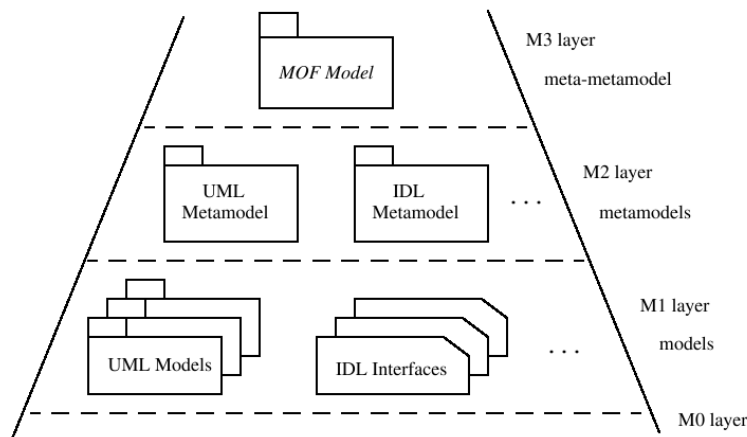 M3 layer
MOF Model
meta-metamodel
M2 layer
UML
Metamodel
IDL
Metamodel
. . .
metamodels
M1 layer
models
UML Models
IDL Interfaces
. . .
M0 layer